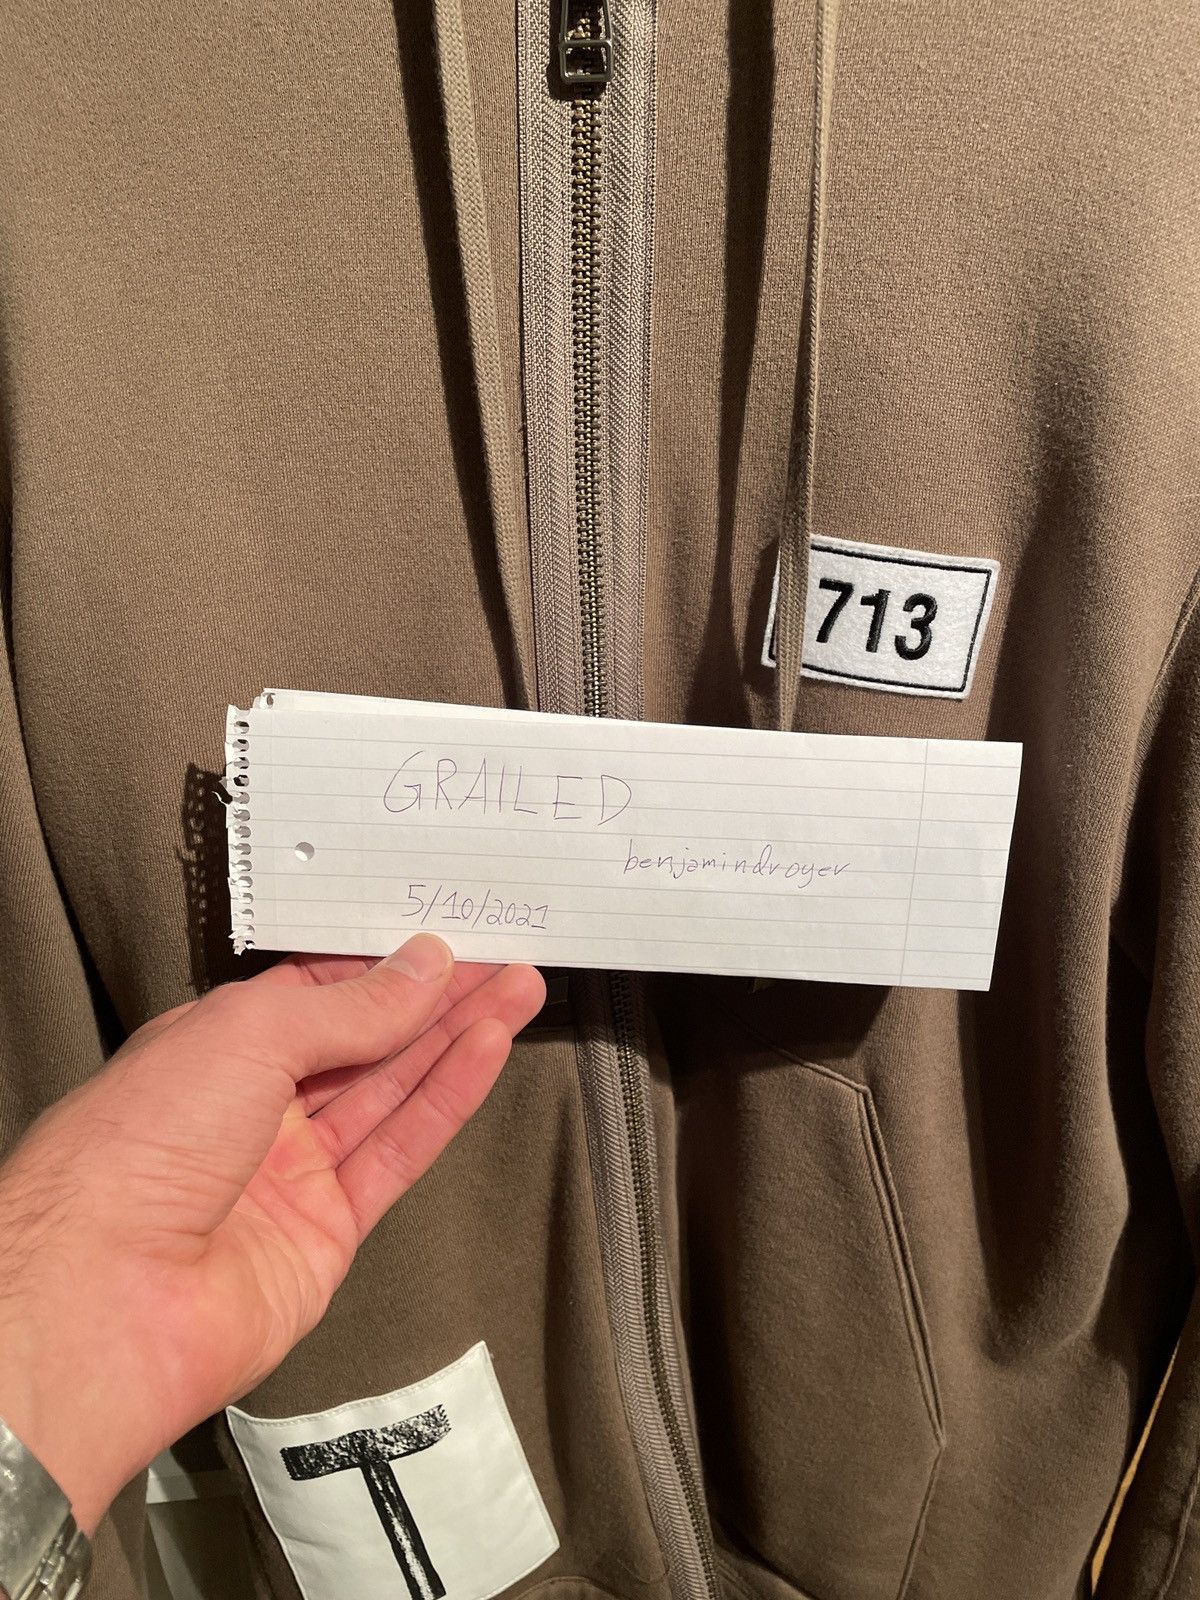 713
GRAILED
benjamindroyer
5/10/2021
T